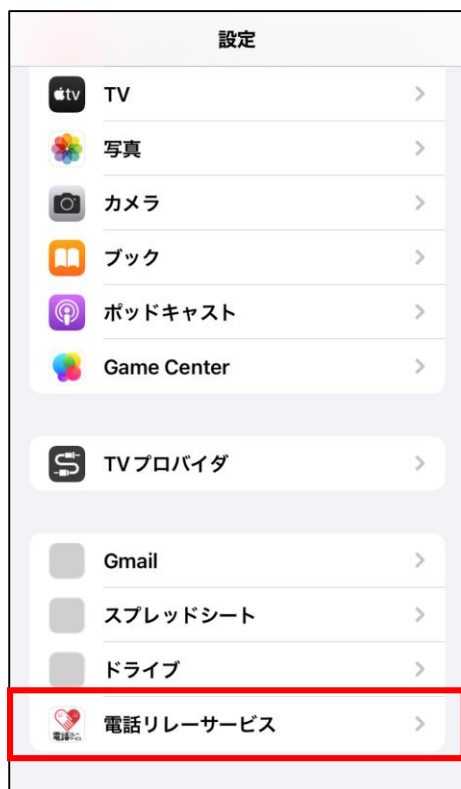 設定
tv TV
写真
カメラ
ブック
ポッドキャスト
Game Center
TVプロバイダ
Gmail
スプレッドシート
ドライブ
電話リレーサービス